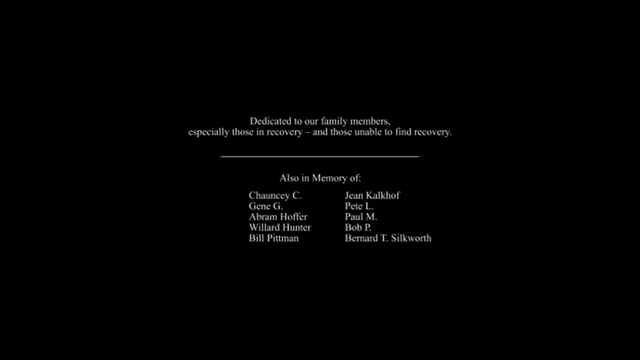 Dedicated to our family members,
especially those in recovery – and those unable to find recovery.
Also in Memory of:
Chauncey C.
Gene G.
Abram Hoffer
Willard Hunter
Bill Pittman
Jean Kalkhof
Pete L.
Paul M.
Bob P.
Bernard T. Silkworth